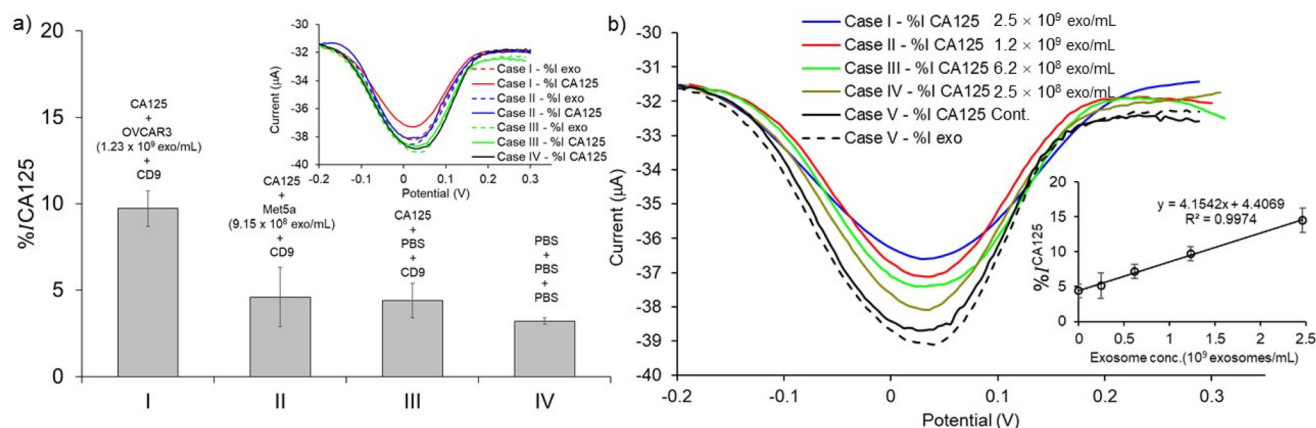 a)
20
15
10
5
0
%ICA125
CA125
+
OVCAR3
(1.23 x 10⁹ exo/mL)
+
CD9
CA125
+
Met5a
(9.15 x 10⁸ exo/mL)
+
CD9
CA125
+
PBS
+
CD9
PBS
+
PBS
+
PBS
I
II
III
IV
-30
-32
-34
-36
-38
-40
Current (µA)
-0.2
-0.1
0
0.1
0.2
0.3
Potential (V)
Case I - %I exo
Case I - %I CA125
Case II - %I exo
Case II - %I CA125
Case III - %I exo
Case III - %I CA125
Case IV - %I CA125
b)
Case I - %I CA125 2.5 × 10⁹ exo/mL
Case II - %I CA125 1.2 × 10⁹ exo/mL
Case III - %I CA125 6.2 × 10⁸ exo/mL
Case IV - %I CA125 2.5 × 10⁸ exo/mL
Case V - %I CA125 Cont.
Case V - %I exo
-30
-31
-32
-33
-34
-35
-36
-37
-38
-39
-40
Current (µA)
-0.2
-0.1
0
0.1
0.2
0.3
Potential (V)
y = 4.1542x + 4.4069
R² = 0.9974
20
15
10
5
0
%I^CA125
0
0.5
1
1.5
2
2.5
Exosome conc.(10⁹ exosomes/mL)